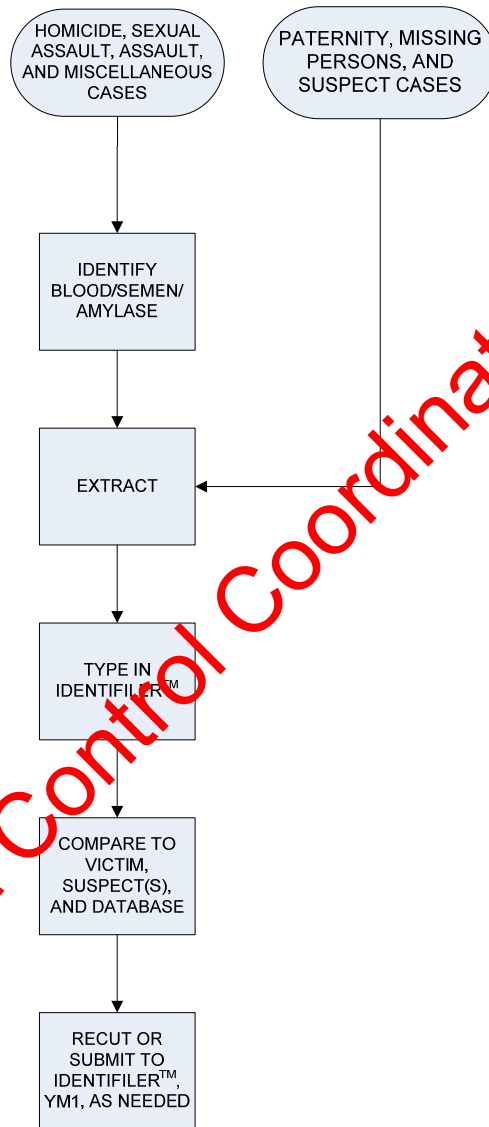 HOMICIDE, SEXUAL
ASSAULT, ASSAULT,
AND MISCELLANEOUS
CASES
PATERNITY, MISSING
PERSONS, AND
SUSPECT CASES
IDENTIFY
BLOOD/SEMEN/
AMYLASE
EXTRACT
TYPE IN
IDENTIFILER™
COMPARE TO
VICTIM,
SUSPECT(S),
AND DATABASE
RECUT OR
SUBMIT TO
IDENTIFILER™,
YM1, AS NEEDED
Control